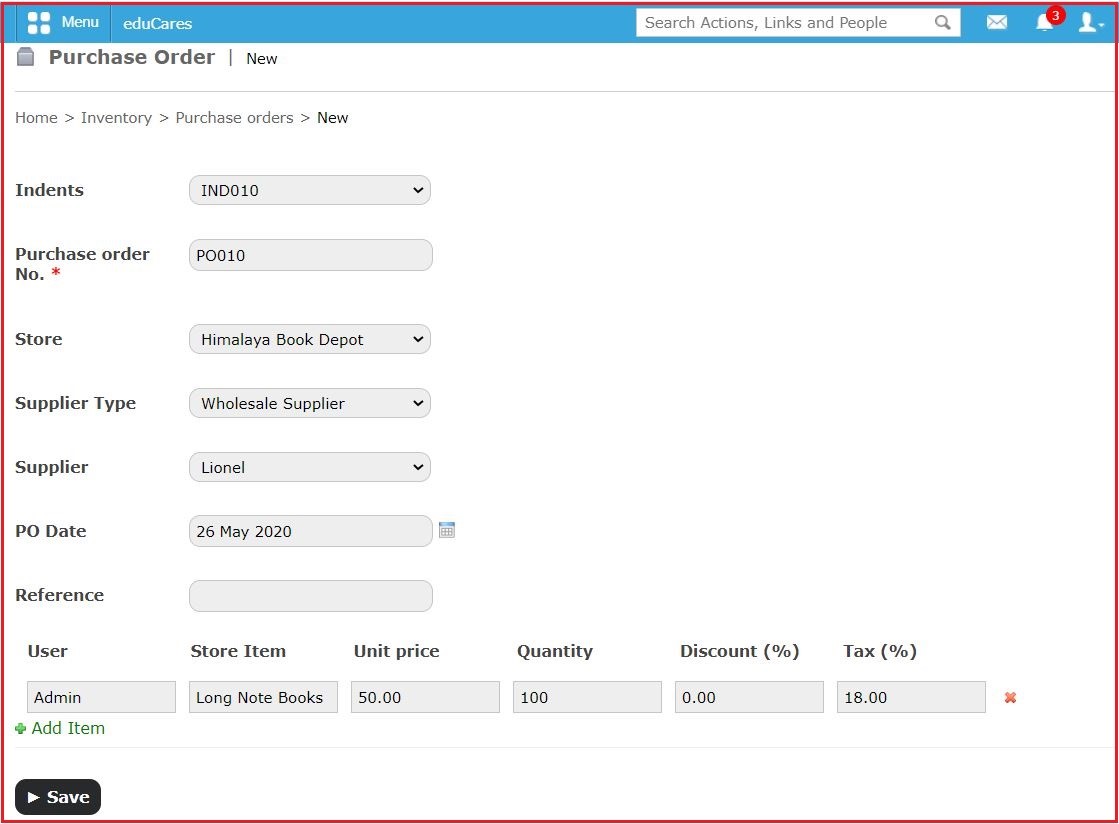 Menu eduCares Search Actions, Links and People 3
Purchase Order | New
Home > Inventory > Purchase orders > New
Indents IND010
Purchase order
No. * PO010
Store Himalaya Book Depot
Supplier Type Wholesale Supplier
Supplier Lionel
PO Date 26 May 2020
Reference
User Store Item Unit price Quantity Discount (%) Tax (%)
Admin Long Note Books 50.00 100 0.00 18.00
Add Item
Save